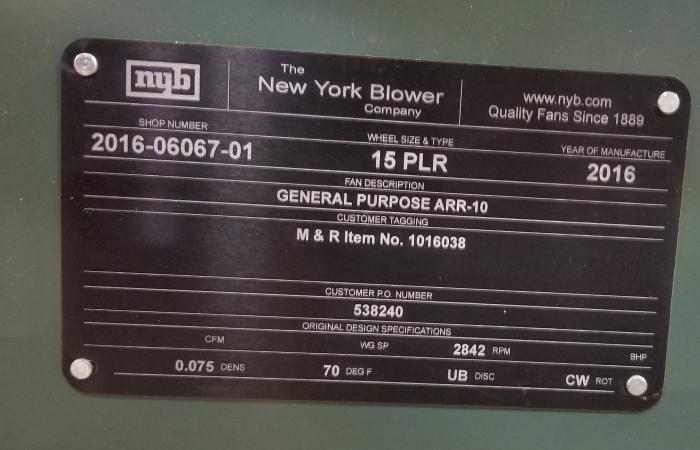 nyb
The
New York Blower
Company
www.nyb.com
Quality Fans Since 1889
SHOP NUMBER
2016-06067-01
WHEEL SIZE & TYPE
15 PLR
YEAR OF MANUFACTURE
2016
FAN DESCRIPTION
GENERAL PURPOSE ARR-10
CUSTOMER TAGGING
M & R Item No. 1016038
CUSTOMER P.O. NUMBER
538240
ORIGINAL DESIGN SPECIFICATIONS
CFM WG SP 2842 RPM BHP
0.075 DENS 70 DEG F UB DISC CW ROT